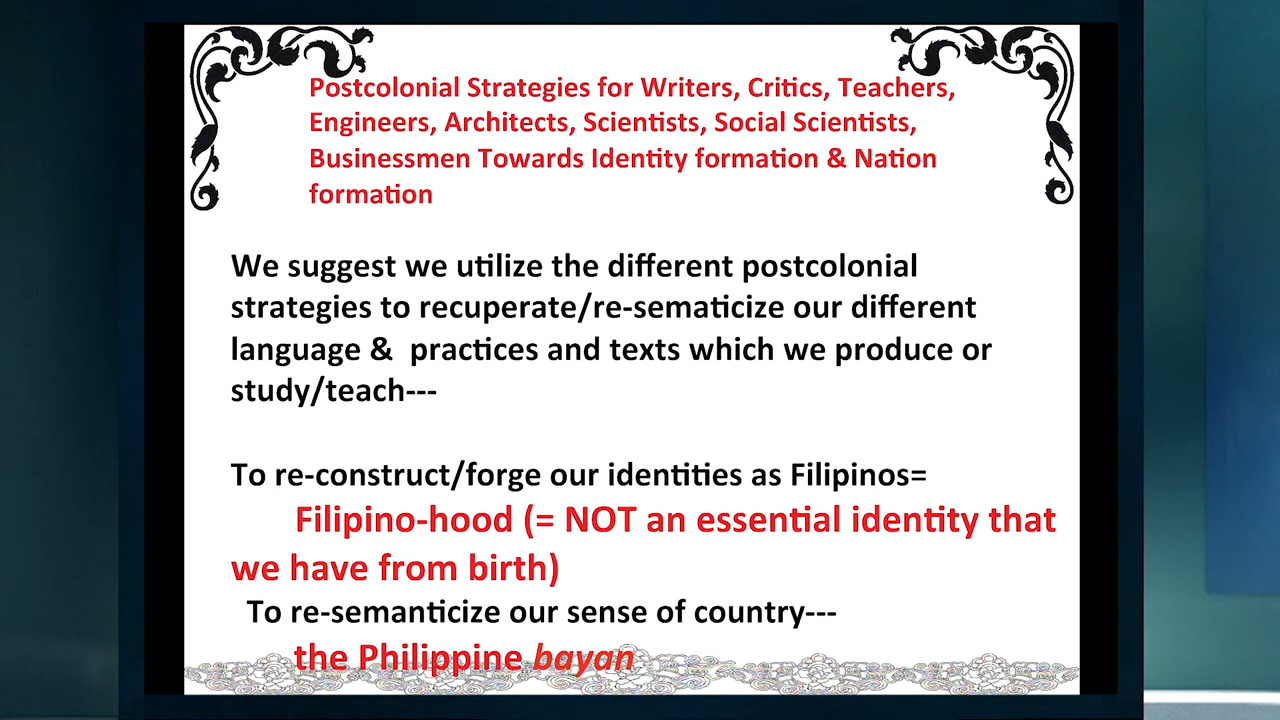 Postcolonial Strategies for Writers, Critics, Teachers,
Engineers, Architects, Scientists, Social Scientists,
Businessmen Towards Identity formation & Nation
formation
We suggest we utilize the different postcolonial
strategies to recuperate/re-sematicize our different
language &  practices and texts which we produce or
study/teach---
To re-construct/forge our identities as Filipinos=
Filipino-hood (= NOT an essential identity that
we have from birth)
To re-semanticize our sense of country---
the Philippine bayan